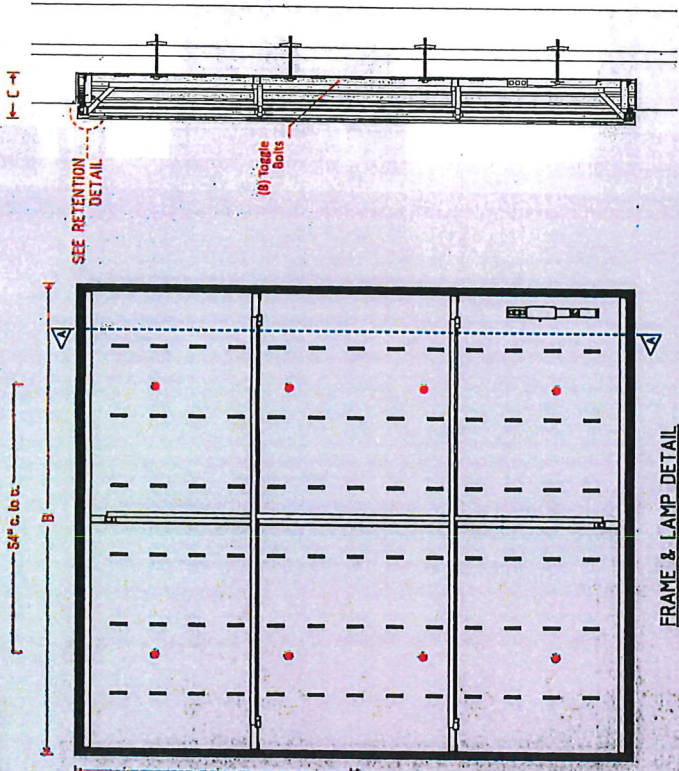 C
SEE RETENTION
DETAIL
(8) Toggle
Bolts
54" c. to c.
B
A
A
FRAME & LAMP DETAIL